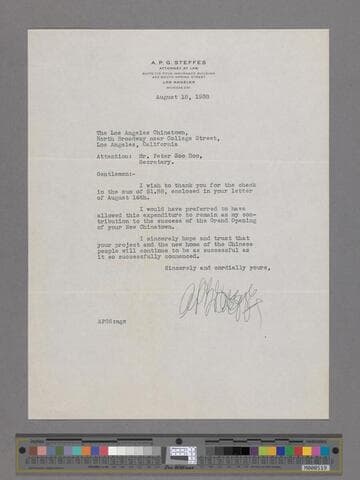 A. P. G. STEFFES
ATTORNEY AT LAW
LOS ANGELES
August 18, 1938
The Los Angeles Chinatown,
North Broadway near College Street,
Los Angeles, California
Attention: Mr. Peter Soo Hoo,
Secretary.
Gentlemen:-
I wish to thank you for the check
in the sum of $1.88, enclosed in your letter
of August 16th.
I would have preferred to have
allowed this expenditure to remain as my con-
tribution to the success of the Grand Opening
of your New Chinatown.
I sincerely hope and trust that
your project and the new home of the Chinese
people will continue to be as successful as
it so successfully commenced.
Sincerely and cordially yours,
APGS:mgc
M000519